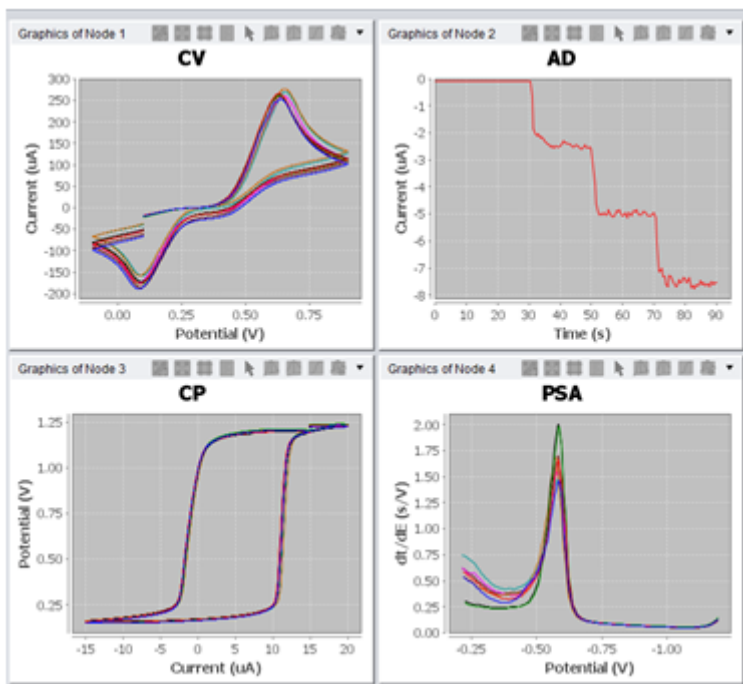 Graphics of Node 1
CV
Current (uA)
300
250
200
150
100
50
0
-50
-100
-150
-200
0.00 0.25 0.50 0.75
Potential (V)
Graphics of Node 2
AD
Current (uA)
0
-1
-2
-3
-4
-5
-6
-7
-8
0 10 20 30 40 50 60 70 80 90
Time (s)
Graphics of Node 3
CP
Potential (V)
1.25
1.00
0.75
0.50
0.25
-15 -10 -5 0 5 10 15 20
Current (uA)
Graphics of Node 4
PSA
dt/dE (s/V)
2.00
1.75
1.50
1.25
1.00
0.75
0.50
0.25
0.00
-0.25 -0.50 -0.75 -1.00
Potential (V)